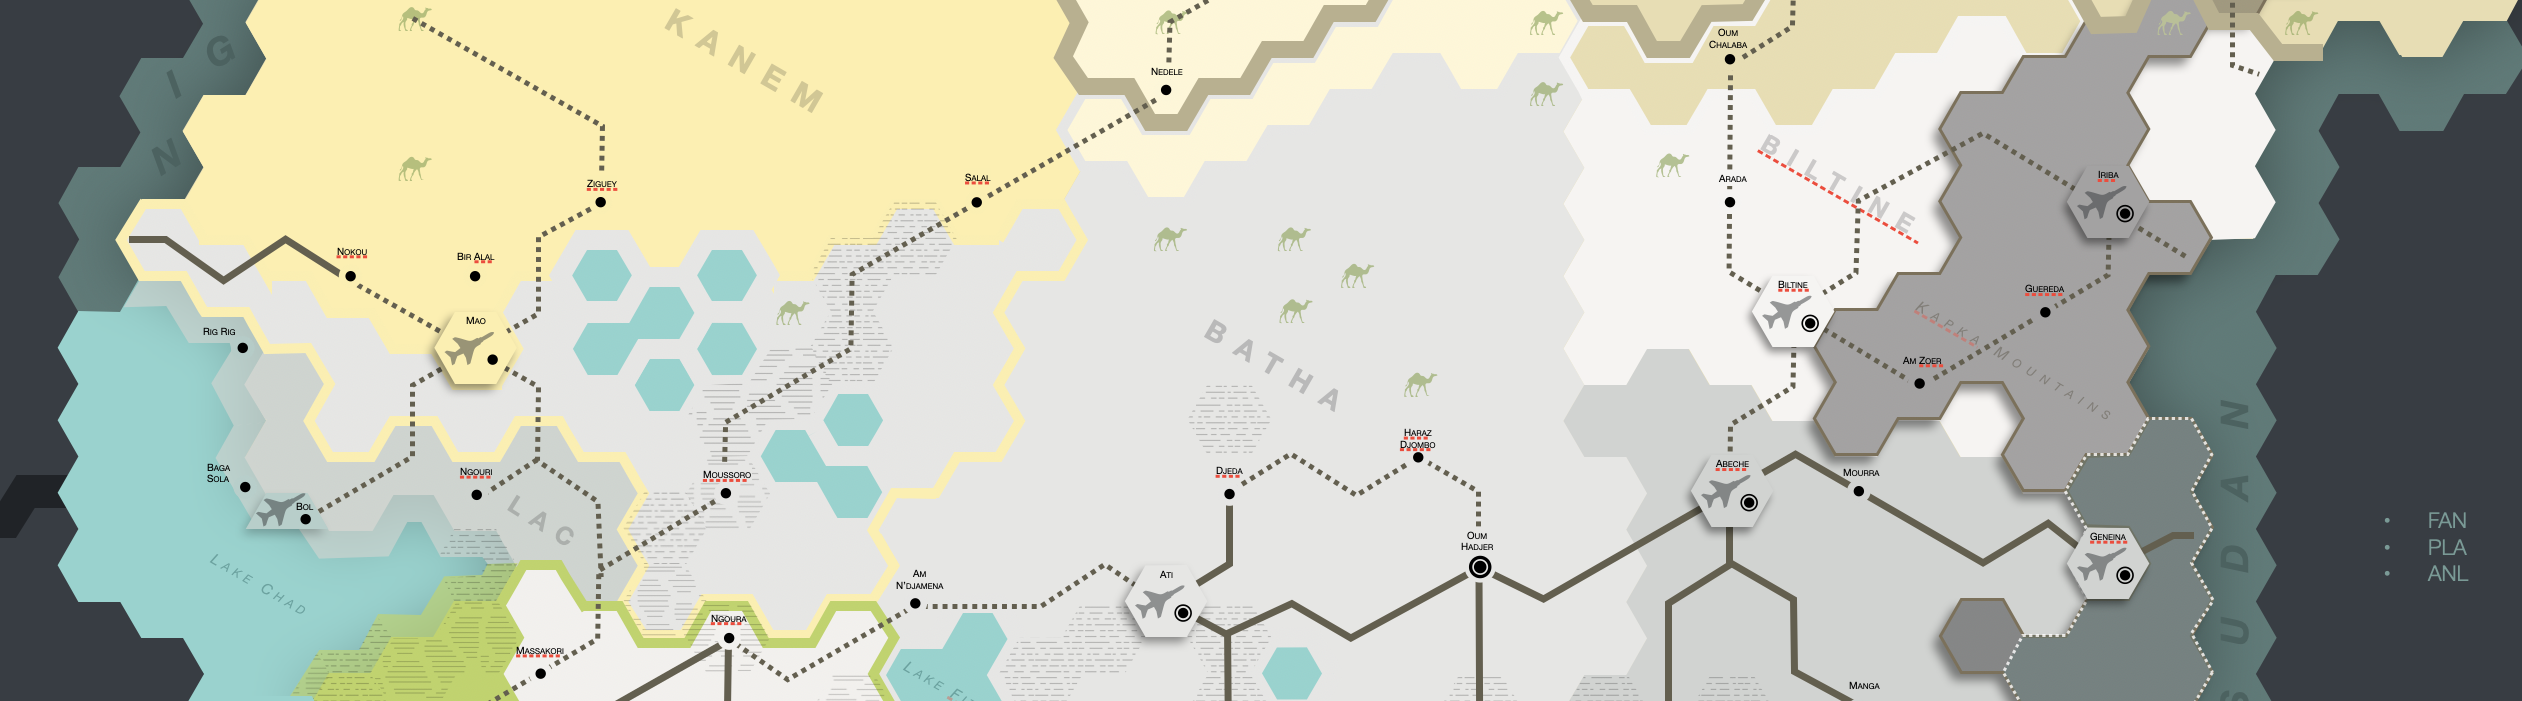 KANEM
NIG
OUM
CHALABA
NEDELE
BILTINE
ZIGUEY
SALAL
ARADA
IRIBA
NOKOU
BIR ALAL
BILTINE
GUEREDA
MAO
RIG RIG
BATHA
KAPKA MOUNTAINS
AM ZOER
SUDAN
HARAZ
DJOMBO
BAGA
SOLA
NGOURI
MOUSSORO
DJEDA
ABECHE
MOURRA
BOL
LAC
OUM
HADJER
GENEINA
• FAN
• PLA
• ANL
LAKE CHAD
AM
N'DJAMENA
ATI
NGOURA
MASSAKORI
LAKE
MANGA